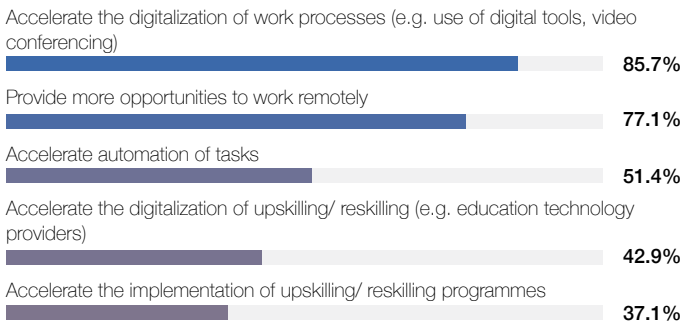 Accelerate the digitalization of work processes (e.g. use of digital tools, video
conferencing)
85.7%
Provide more opportunities to work remotely
77.1%
Accelerate automation of tasks
51.4%
Accelerate the digitalization of upskilling/ reskilling (e.g. education technology
providers)
42.9%
Accelerate the implementation of upskilling/ reskilling programmes
37.1%